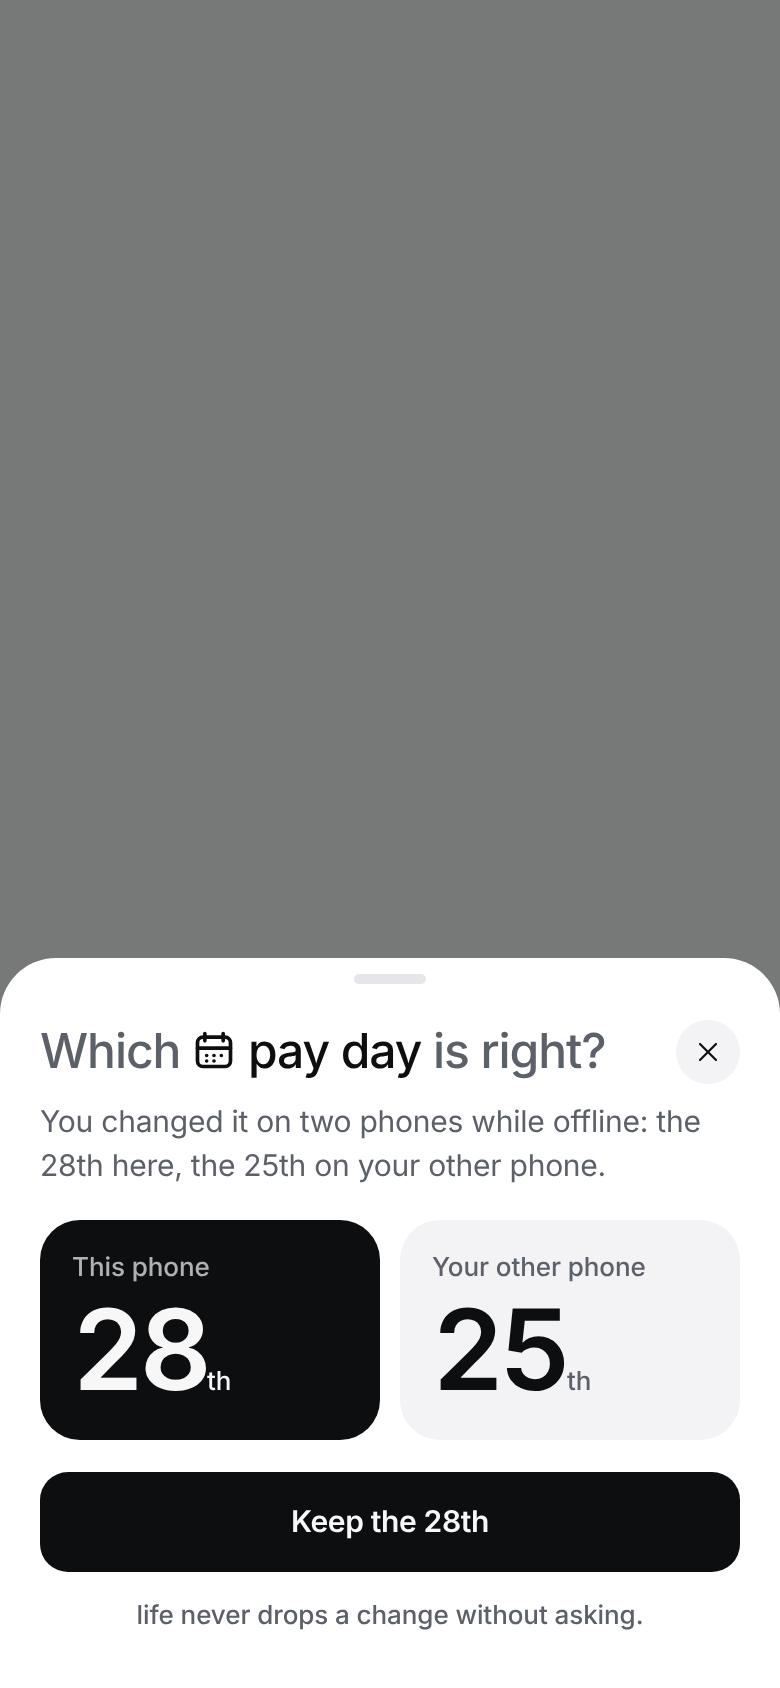 Which pay day is right?
You changed it on two phones while offline: the
28th here, the 25th on your other phone.
This phone
28th
Your other phone
25th
Keep the 28th
life never drops a change without asking.